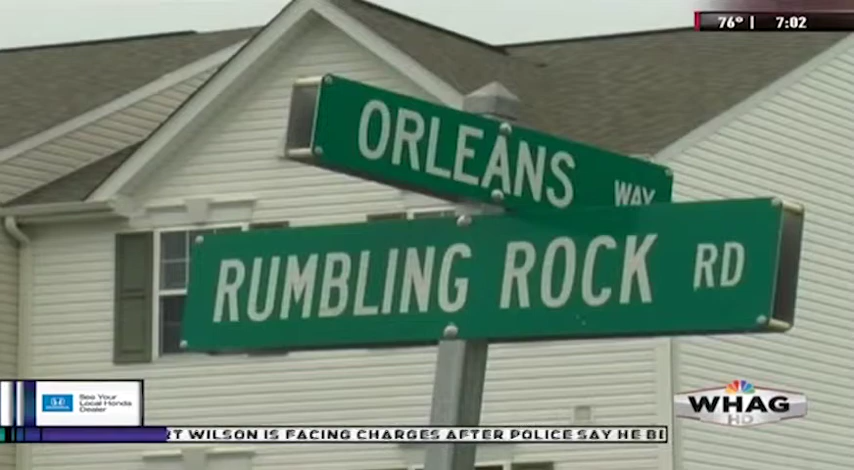 76° | 7:02
ORLEANS WAY
RUMBLING ROCK RD
See Your
Local Honda
Dealer
WHAG
HD
RT WILSON IS FACING CHARGES AFTER POLICE SAY HE